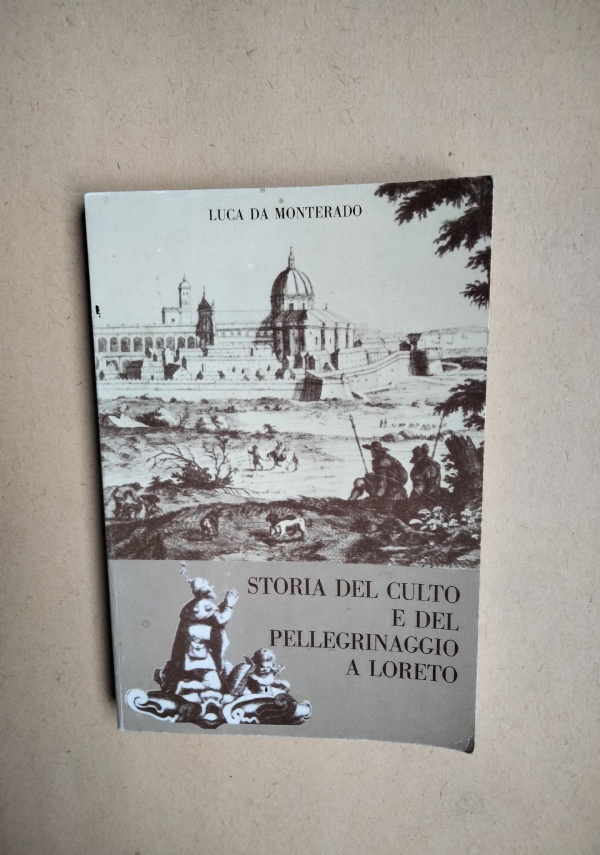 LUCA DA MONTERADO
STORIA DEL CULTO
E DEL
PELLEGRINAGGIO
A LORETO